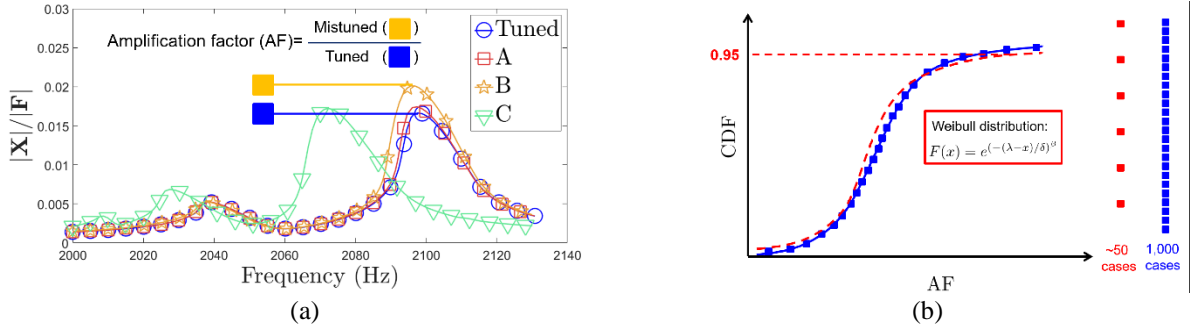 0.03
0.025
0.02
0.015
0.01
0.005
0
|X|/|F|
Amplification factor (AF)=
Mistuned ( )
Tuned ( )
Tuned
A
B
C
2000 2020 2040 2060 2080 2100 2120 2140
Frequency (Hz)
(a)
CDF
0.95
Weibull distribution:
F(x) = e^{(-(λ-x)/δ)^β}
AF
~50
cases
1,000
cases
(b)